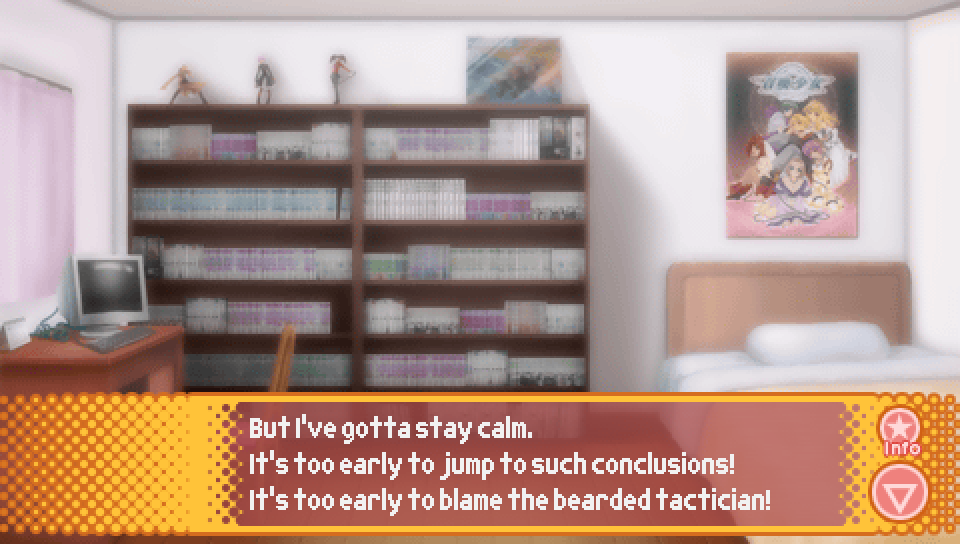 But I've gotta stay calm.
It's too early to jump to such conclusions!
It's too early to blame the bearded tactician!
Info